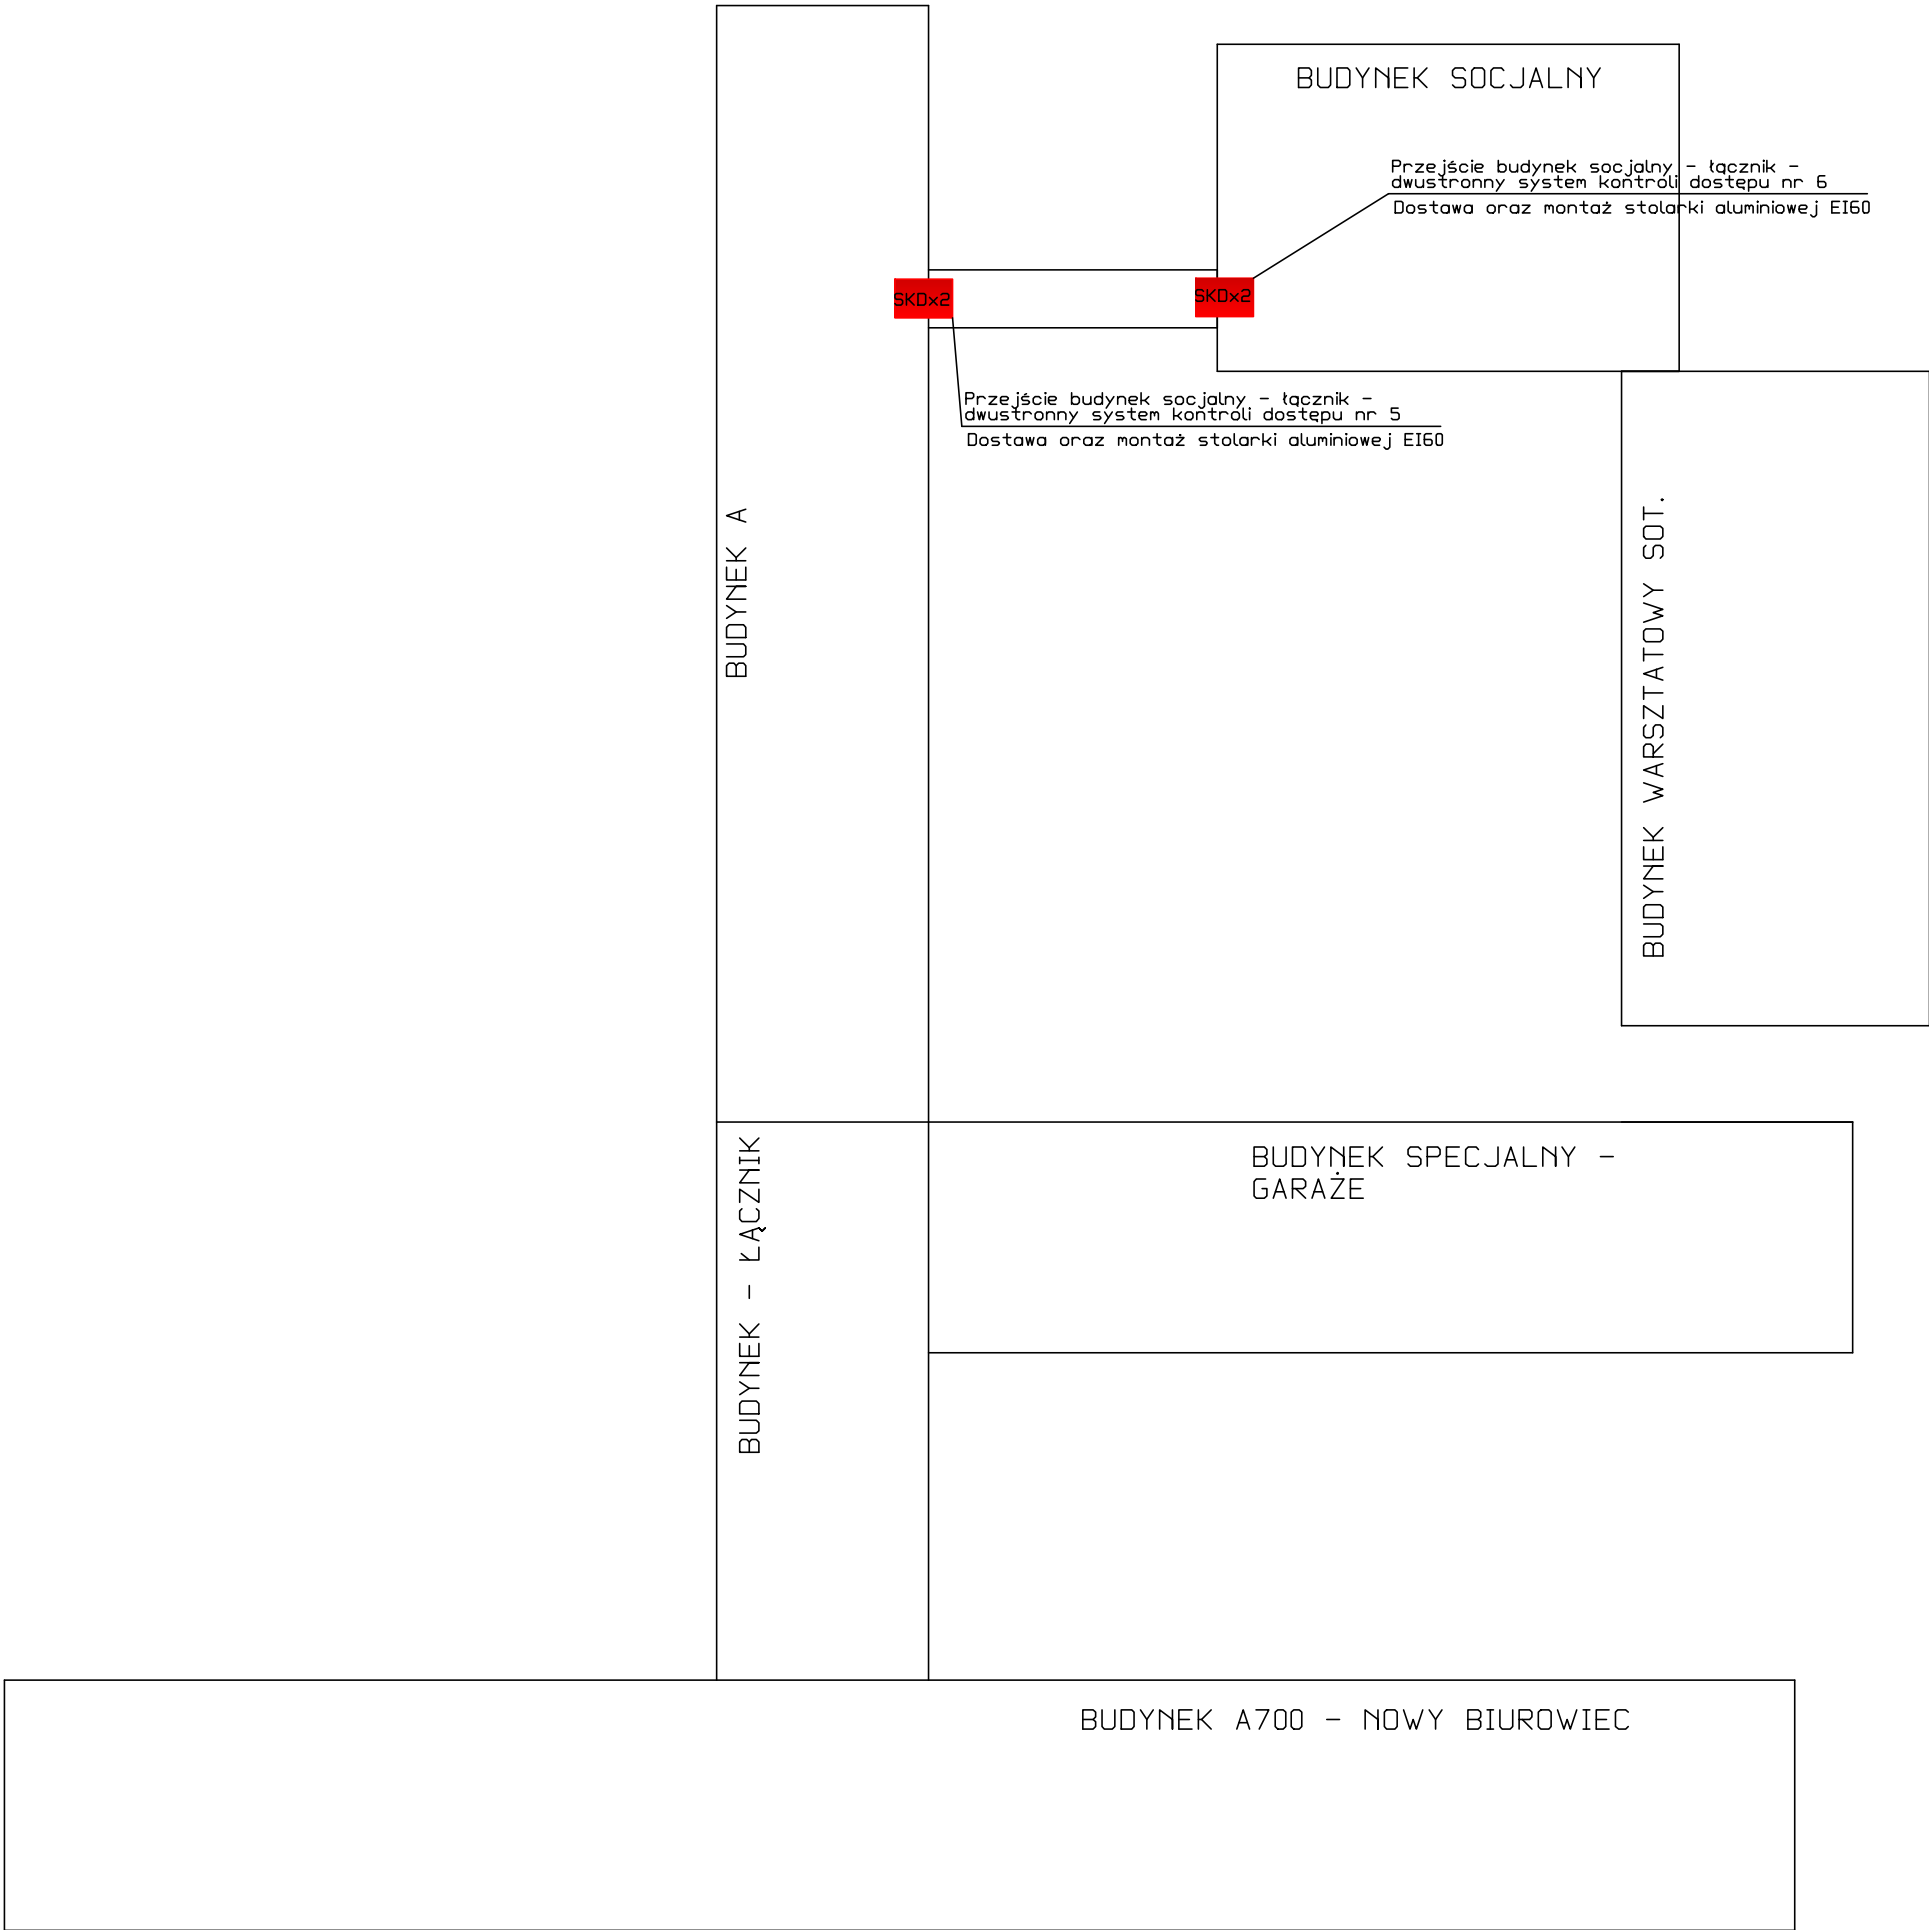 BUDYNEK SOCJALNY
Przejście budynek socjalny - łącznik -
dwustronny system kontroli dostępu nr 6
Dostawa oraz montaż stolarki aluminiowej EI60
SKDx2
SKDx2
Przejście budynek socjalny - łącznik -
dwustronny system kontroli dostępu nr 5
Dostawa oraz montaż stolarki aluminiowej EI60
BUDYNEK A
BUDYNEK WARSZTATOWY SOT.
BUDYNEK - ŁĄCZNIK
BUDYNEK SPECJALNY -
GARAŻE
BUDYNEK A700 - NOWY BIUROWIEC